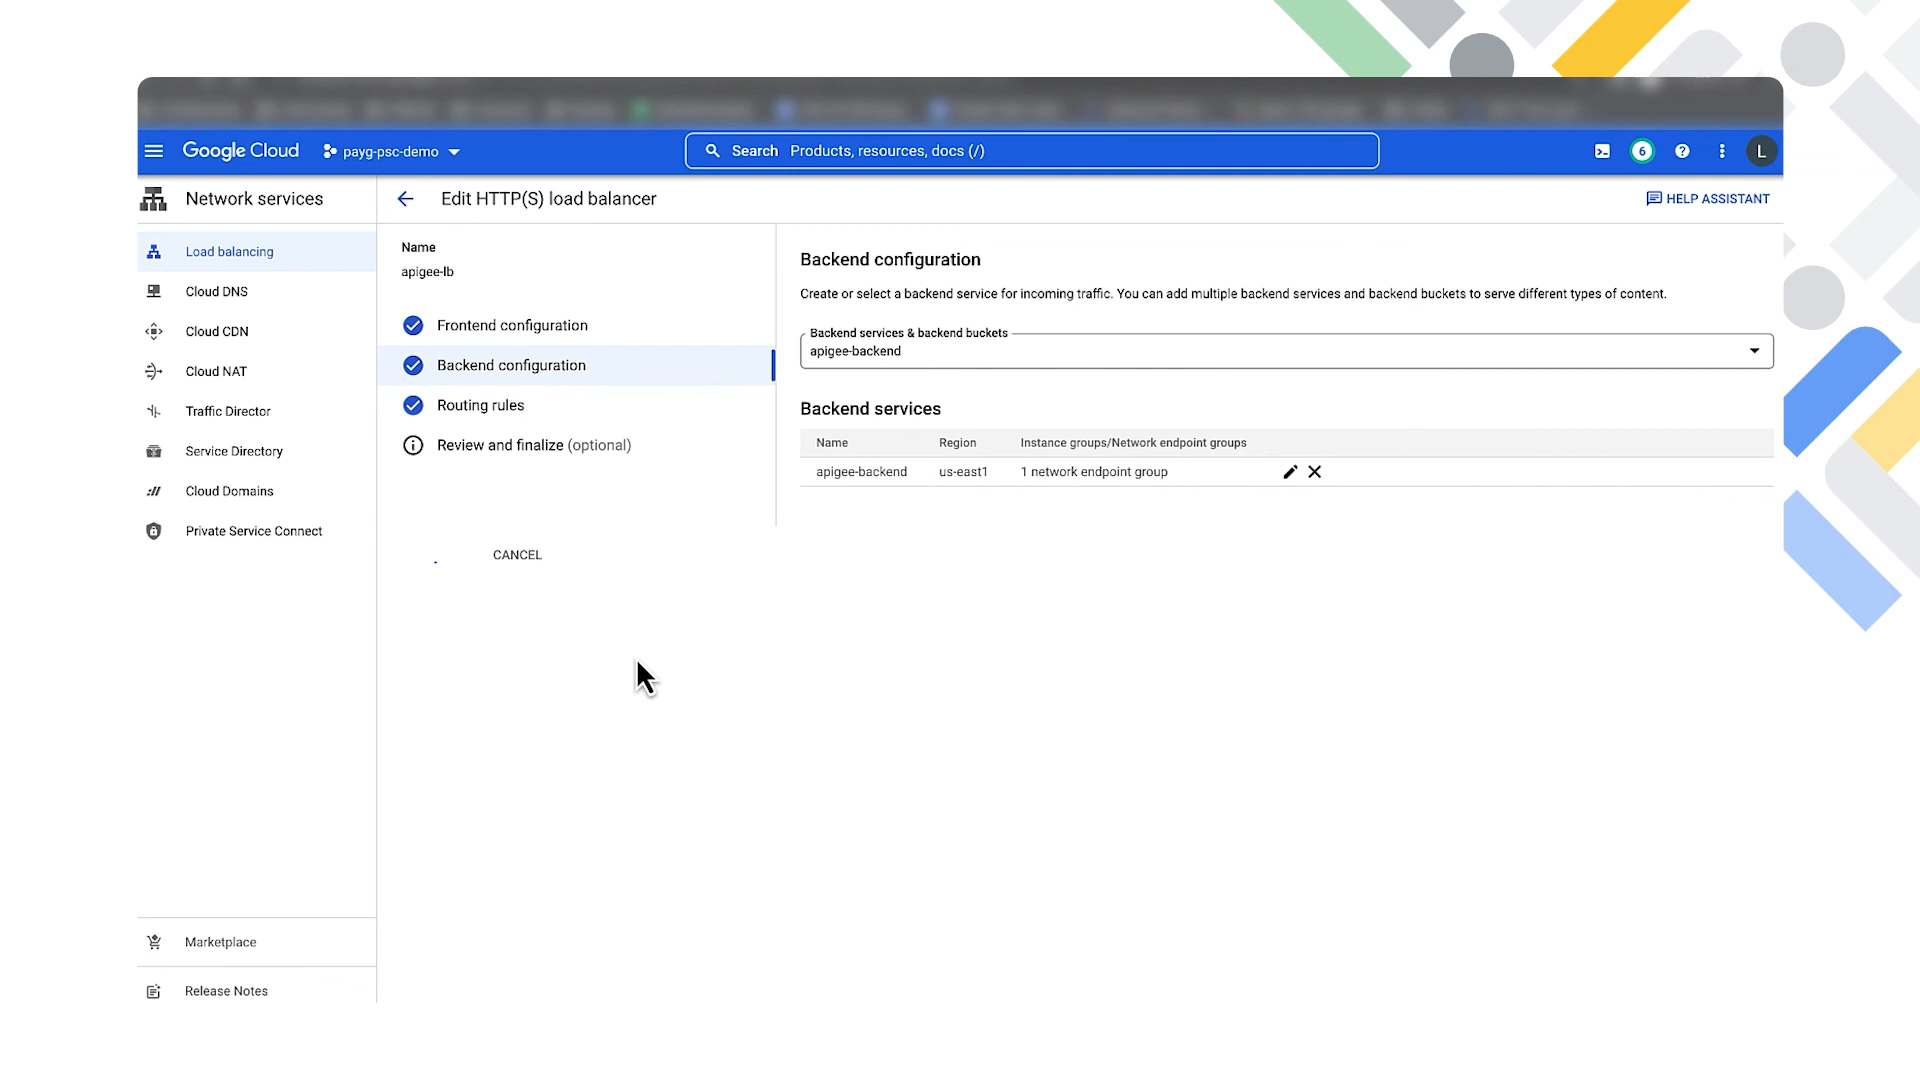 Google Cloud
payg-psc-demo
Search Products, resources, docs (/)
6
L
Network services
Edit HTTP(S) load balancer
HELP ASSISTANT
Load balancing
Cloud DNS
Cloud CDN
Cloud NAT
Traffic Director
Service Directory
Cloud Domains
Private Service Connect
Marketplace
Release Notes
Name
apigee-lb
Frontend configuration
Backend configuration
Routing rules
Review and finalize (optional)
CANCEL
Backend configuration
Create or select a backend service for incoming traffic. You can add multiple backend services and backend buckets to serve different types of content.
Backend services & backend buckets
apigee-backend
Backend services
Name Region Instance groups/Network endpoint groups
apigee-backend us-east1 1 network endpoint group